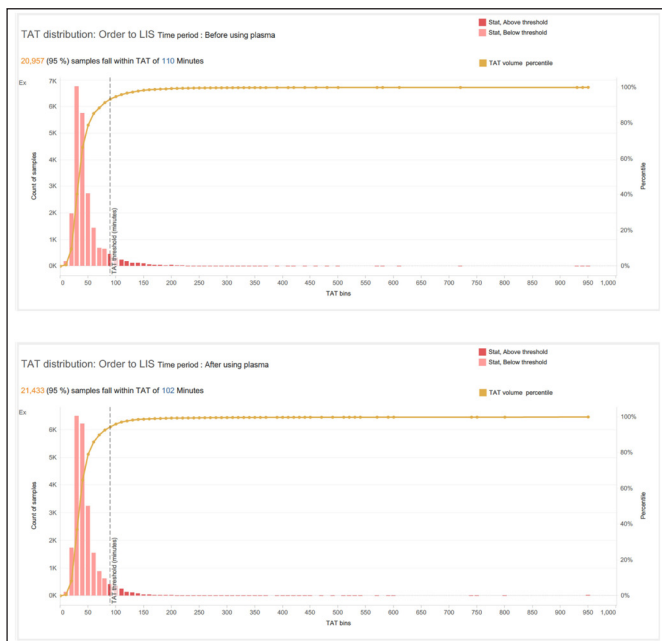 TAT distribution: Order to LIS Time period : Before using plasma
Stat, Above threshold
Stat, Below threshold
20,957 (95 %) samples fall within TAT of 110 Minutes
TAT volume percentile
Ex
7K
6K
5K
4K
3K
2K
1K
0K
Count of samples
TAT threshold (minutes)
100%
80%
60%
40%
20%
0%
Percentile
0 50 100 150 200 250 300 350 400 450 500 550 600 650 700 750 800 850 900 950 1,000
TAT bins
TAT distribution: Order to LIS Time period : After using plasma
Stat, Above threshold
Stat, Below threshold
21,433 (95 %) samples fall within TAT of 102 Minutes
TAT volume percentile
Ex
6K
5K
4K
3K
2K
1K
0K
Count of samples
TAT threshold (minutes)
100%
80%
60%
40%
20%
0%
Percentile
0 50 100 150 200 250 300 350 400 450 500 550 600 650 700 750 800 850 900 950 1,000
TAT bins